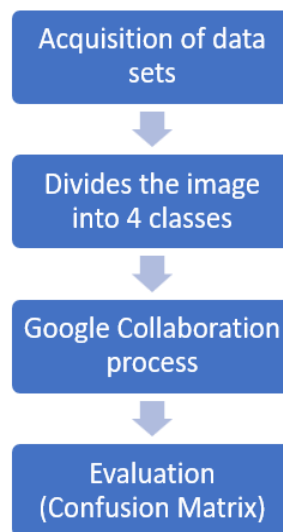 Acquisition of data
sets
Divides the image
into 4 classes
Google Collaboration
process
Evaluation
(Confusion Matrix)